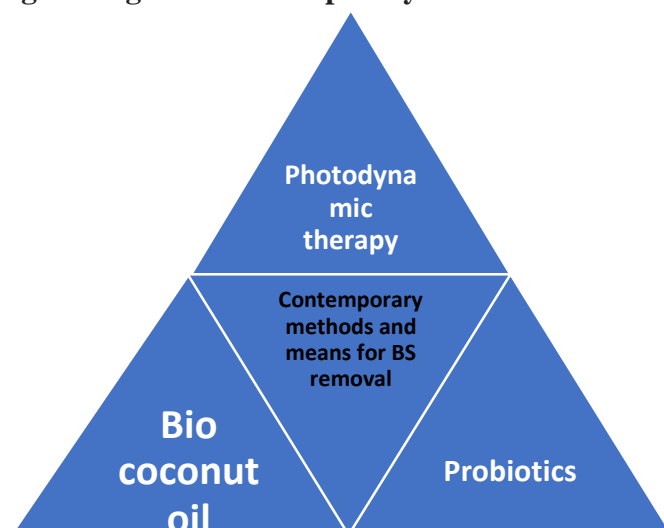 Photodyna
mic
therapy
Contemporary
methods and
means for BS
removal
Bio
coconut
oil
Probiotics